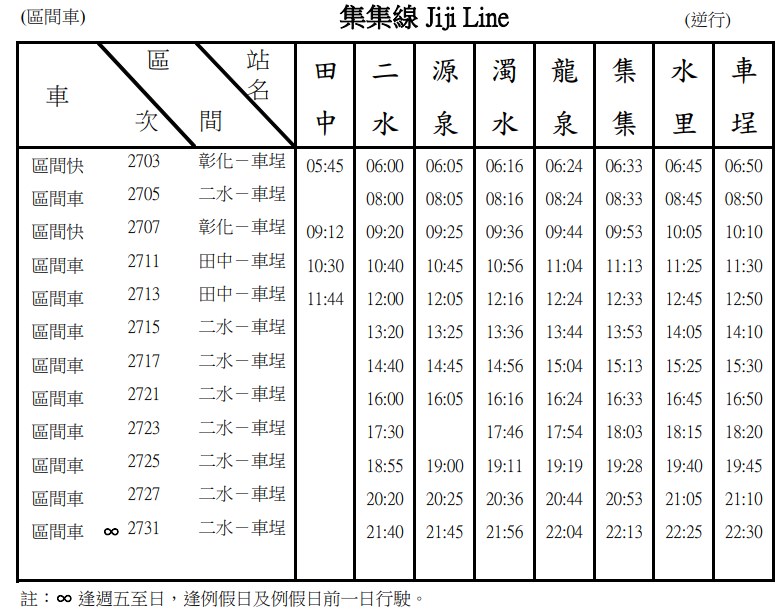 (區間車) 集集線 Jiji Line (逆行)
車次 區間 站名 田中 二水 源泉 濁水 龍泉 集集 水里 車埕
區間快 2703 彰化－車埕 05:45 06:00 06:05 06:16 06:24 06:33 06:45 06:50
區間車 2705 二水－車埕 08:00 08:05 08:16 08:24 08:33 08:45 08:50
區間快 2707 彰化－車埕 09:12 09:20 09:25 09:36 09:44 09:53 10:05 10:10
區間車 2711 田中－車埕 10:30 10:40 10:45 10:56 11:04 11:13 11:25 11:30
區間車 2713 田中－車埕 11:44 12:00 12:05 12:16 12:24 12:33 12:45 12:50
區間車 2715 二水－車埕 13:20 13:25 13:36 13:44 13:53 14:05 14:10
區間車 2717 二水－車埕 14:40 14:45 14:56 15:04 15:13 15:25 15:30
區間車 2721 二水－車埕 16:00 16:05 16:16 16:24 16:33 16:45 16:50
區間車 2723 二水－車埕 17:30 17:46 17:54 18:03 18:15 18:20
區間車 2725 二水－車埕 18:55 19:00 19:11 19:19 19:28 19:40 19:45
區間車 2727 二水－車埕 20:20 20:25 20:36 20:44 20:53 21:05 21:10
區間車 ∞ 2731 二水－車埕 21:40 21:45 21:56 22:04 22:13 22:25 22:30
註：∞ 逢週五至日，逢例假日及例假日前一日行駛。